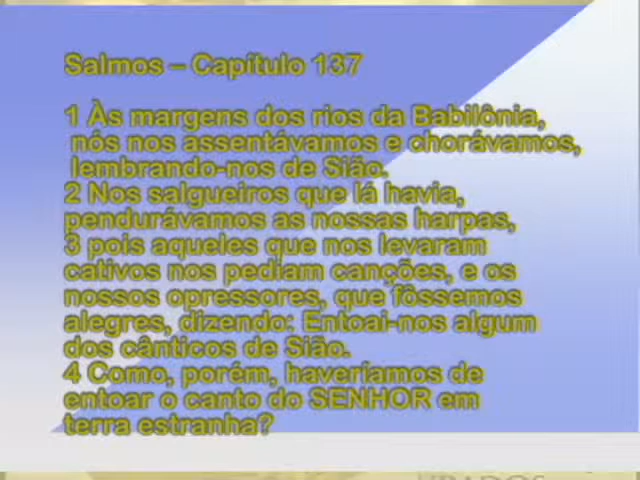 Salmos – Capítulo 137
1 Às margens dos rios da Babilônia,
nós nos assentávamos e chorávamos,
lembrando-nos de Sião.
2 Nos salgueiros que lá havia,
pendurávamos as nossas harpas,
3 pois aqueles que nos levaram
cativos nos pediam canções, e os
nossos opressores, que fôssemos
alegres, dizendo: Entoai-nos algum
dos cânticos de Sião.
4 Como, porém, haveríamos de
entoar o canto do SENHOR em
terra estranha?